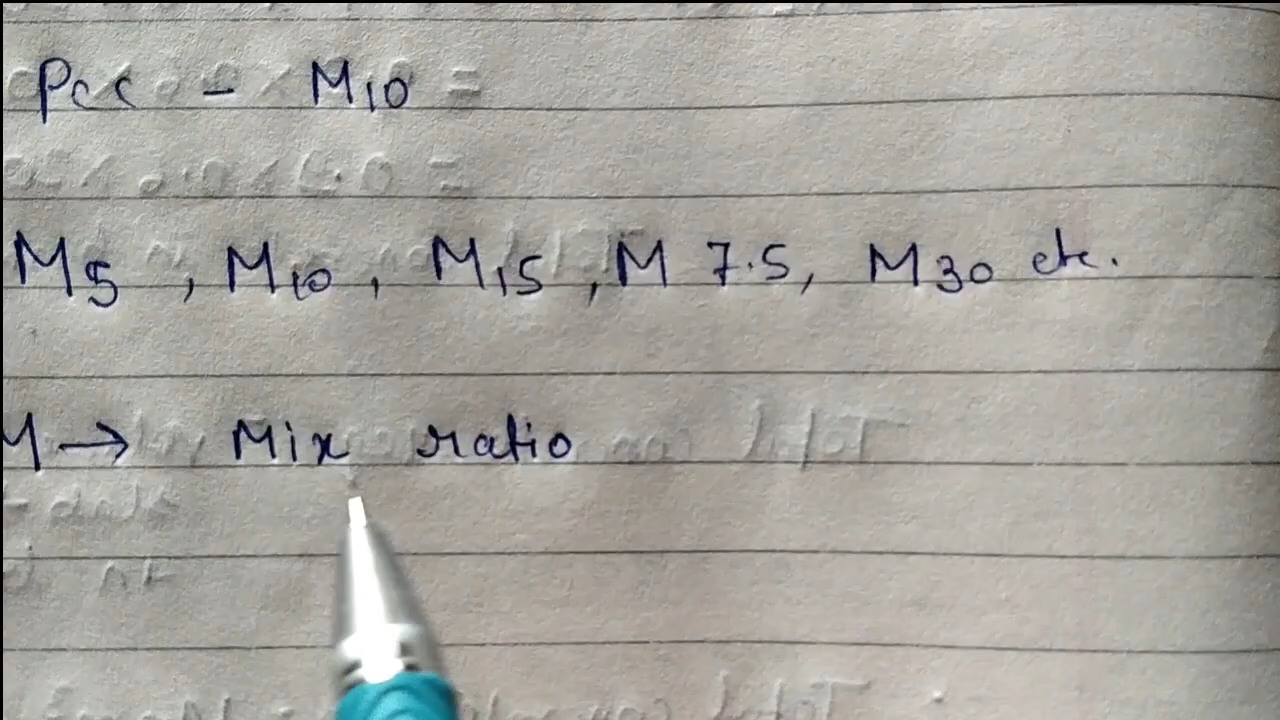 Pcc - M10
M5, M10, M15, M 7.5, M30 etc.
M → Mix ratio